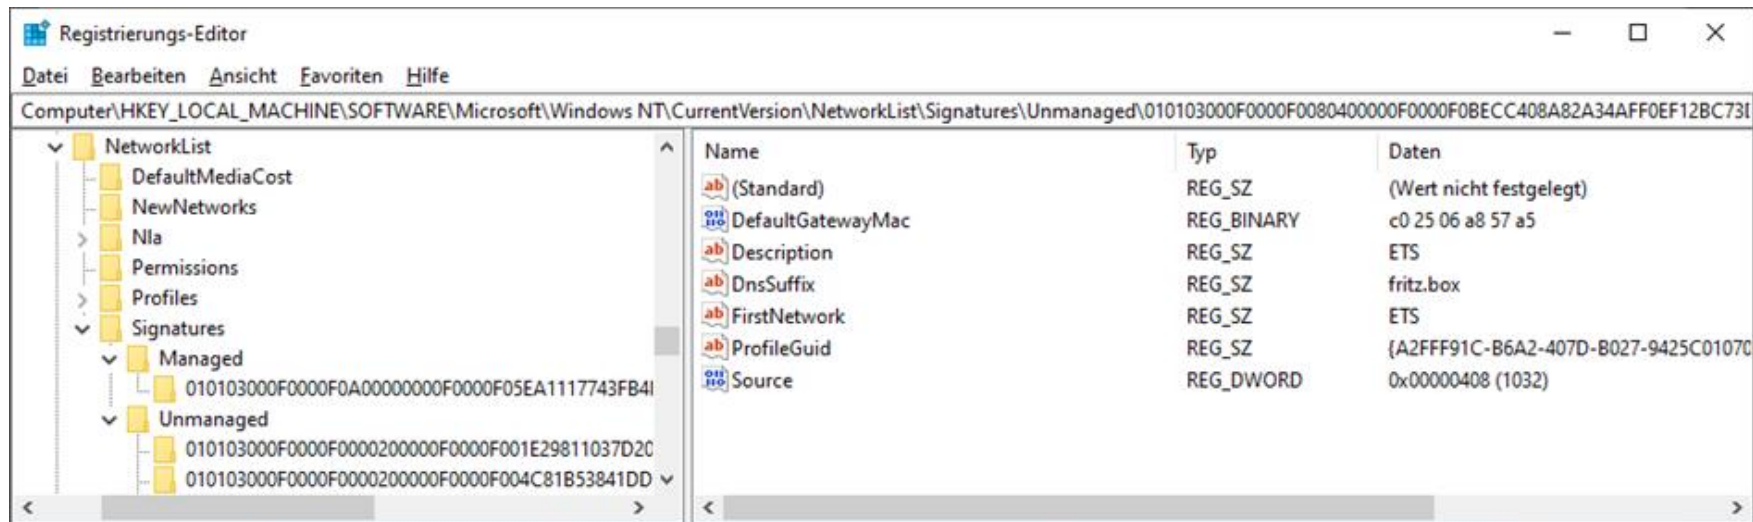 Registrierungs-Editor
Datei Bearbeiten Ansicht Favoriten Hilfe
Computer\HKEY_LOCAL_MACHINE\SOFTWARE\Microsoft\Windows NT\CurrentVersion\NetworkList\Signatures\Unmanaged\010103000F0000F0080400000F0000F0BECC408A82A34AFF0EF12BC73
NetworkList
DefaultMediaCost
NewNetworks
Nla
Permissions
Profiles
Signatures
Managed
010103000F0000F0A00000000F0000F05EA1117743FB4
Unmanaged
010103000F0000F0000200000F0000F001E29811037D20
010103000F0000F0000200000F0000F004C81B53841DD
Name Typ Daten
(Standard) REG_SZ (Wert nicht festgelegt)
DefaultGatewayMac REG_BINARY c0 25 06 a8 57 a5
Description REG_SZ ETS
DnsSuffix REG_SZ fritz.box
FirstNetwork REG_SZ ETS
ProfileGuid REG_SZ {A2FFF91C-B6A2-407D-B027-9425C01070
Source REG_DWORD 0x00000408 (1032)